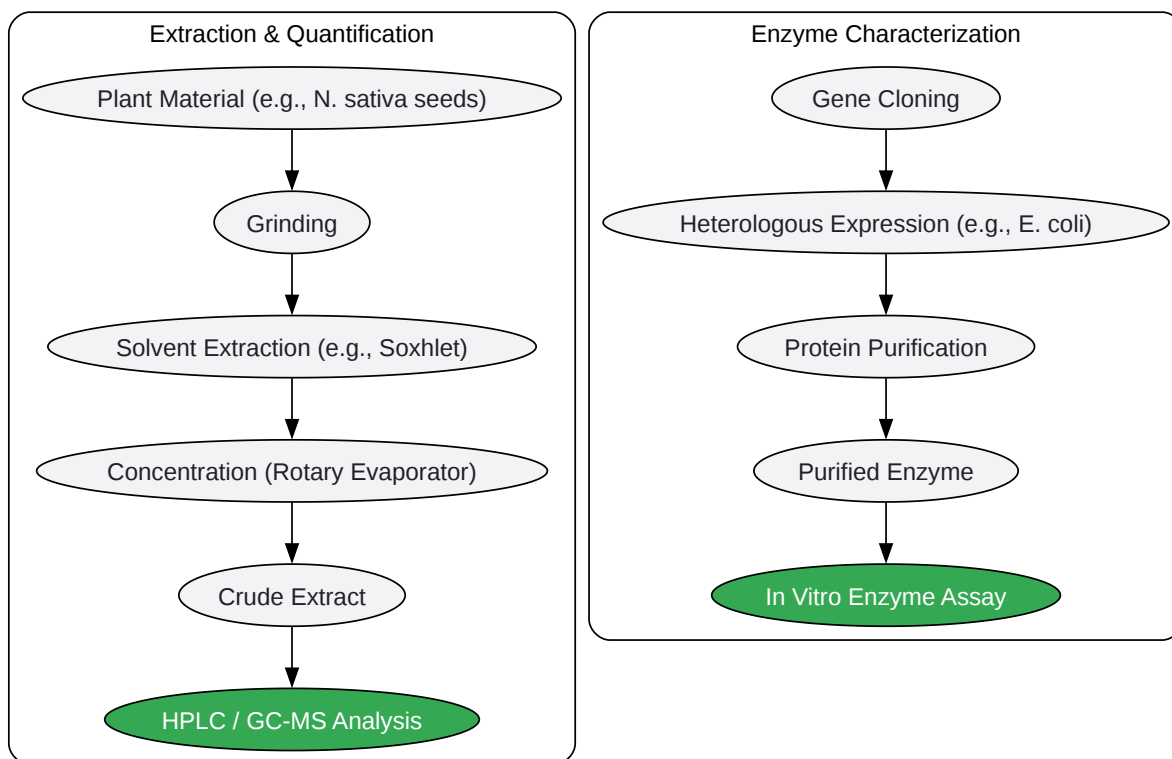 Extraction & Quantification
Plant Material (e.g., N. sativa seeds)
Grinding
Solvent Extraction (e.g., Soxhlet)
Concentration (Rotary Evaporator)
Crude Extract
HPLC / GC-MS Analysis
Enzyme Characterization
Gene Cloning
Heterologous Expression (e.g., E. coli)
Protein Purification
Purified Enzyme
In Vitro Enzyme Assay